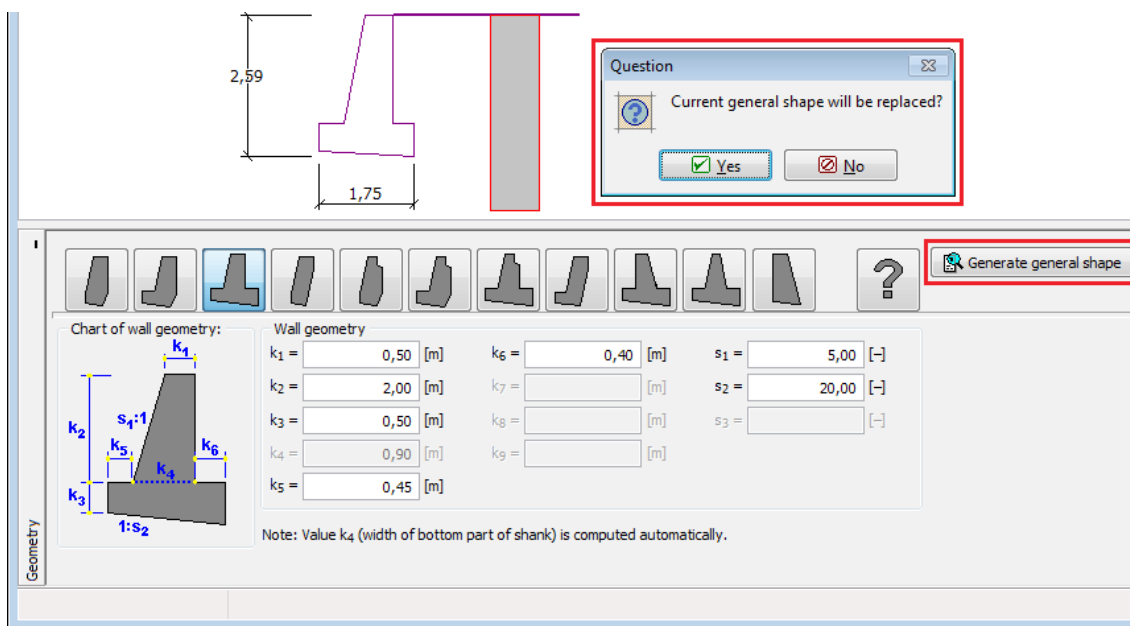 2,59
1,75
Question
Current general shape will be replaced?
Yes
No
Generate general shape
Chart of wall geometry:
k1
k2
s1:1
k5
k6
k4
k3
1:s2
Wall geometry
k1 = 0,50 [m] k6 = 0,40 [m] s1 = 5,00 [–]
k2 = 2,00 [m] k7 = [m] s2 = 20,00 [–]
k3 = 0,50 [m] k8 = [m] s3 = [–]
k4 = 0,90 [m] k9 = [m]
k5 = 0,45 [m]
Note: Value k4 (width of bottom part of shank) is computed automatically.
Geometry